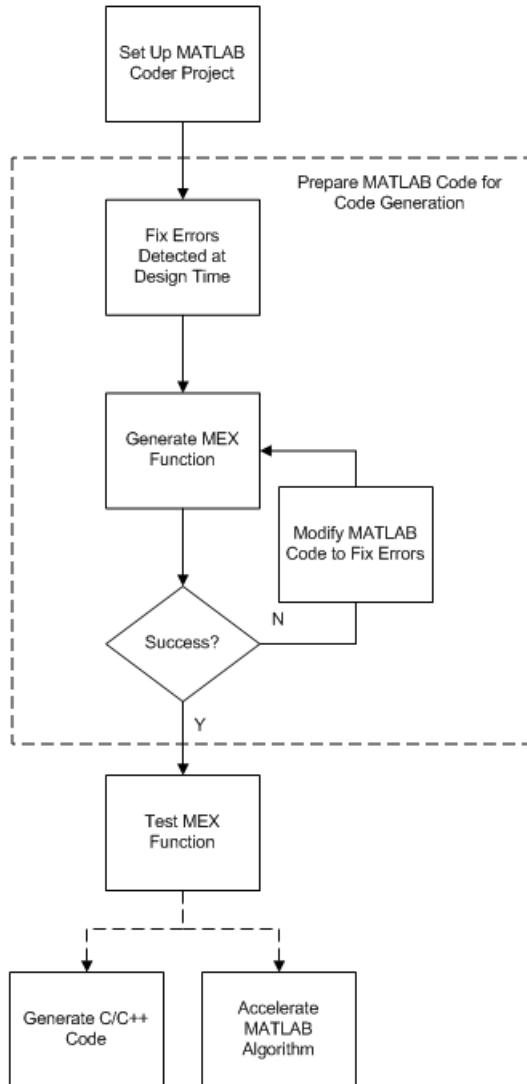 Set Up MATLAB
Coder Project
Prepare MATLAB Code for
Code Generation
Fix Errors
Detected at
Design Time
Generate MEX
Function
Modify MATLAB
Code to Fix Errors
Success?
N
Y
Test MEX
Function
Generate C/C++
Code
Accelerate
MATLAB
Algorithm